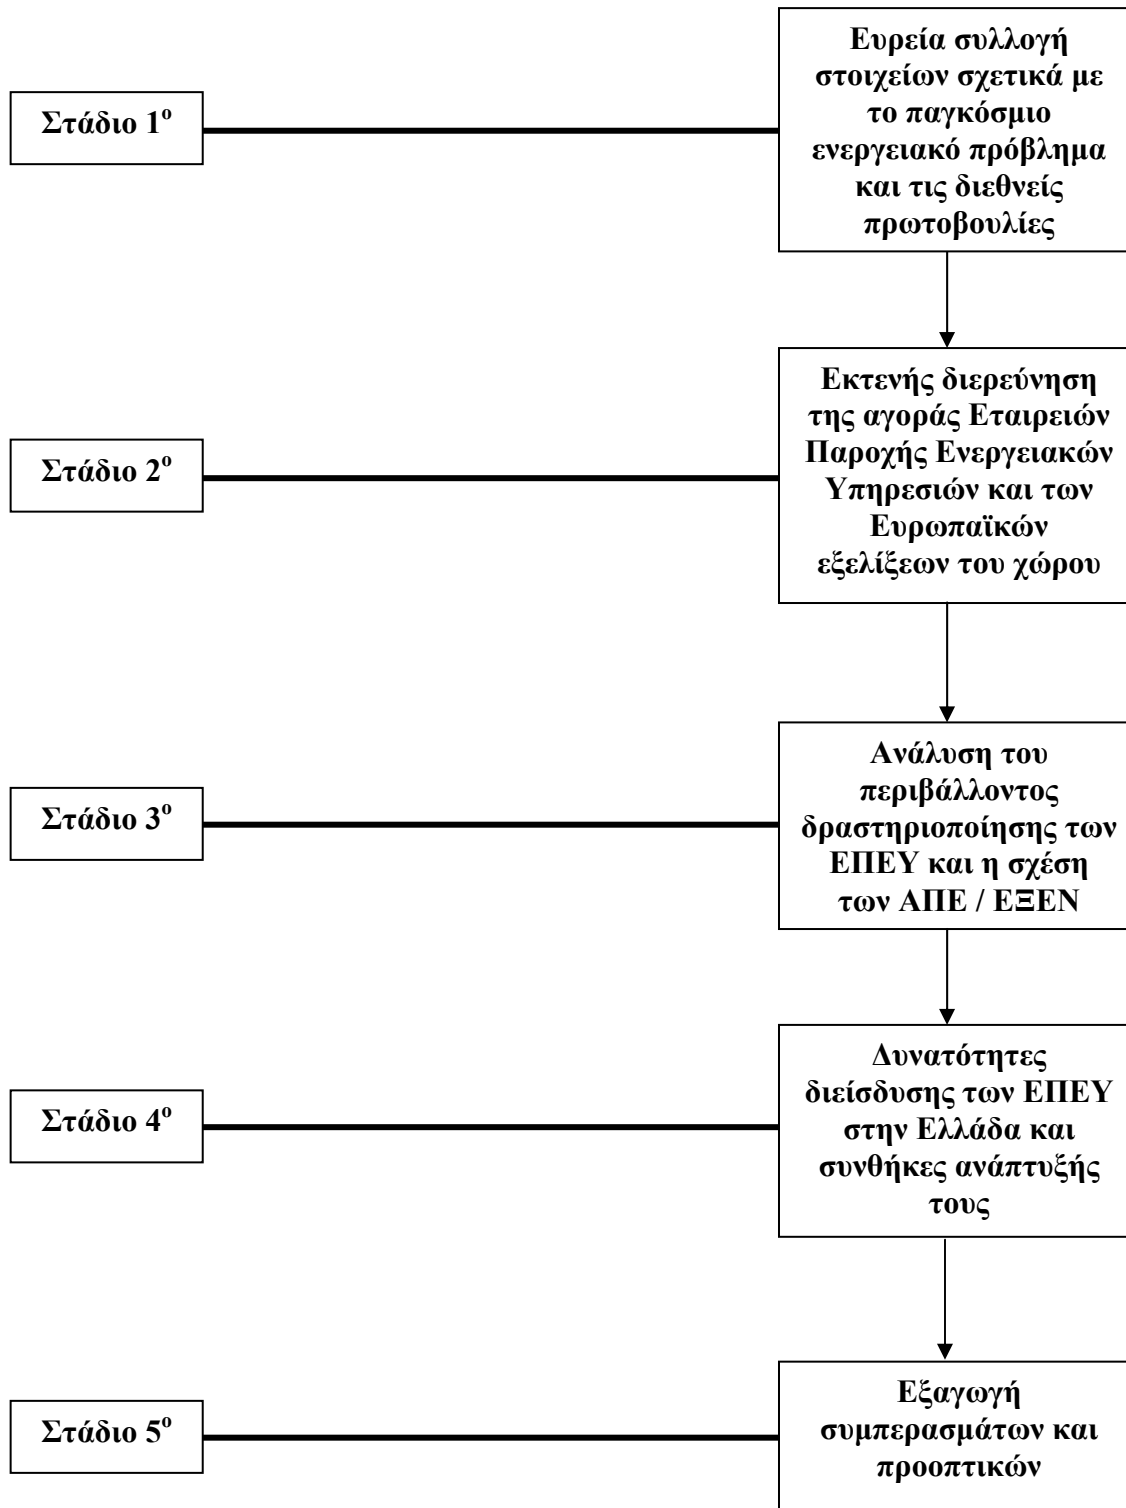 Στάδιο 1ο
Ευρεία συλλογή
στοιχείων σχετικά με
το παγκόσμιο
ενεργειακό πρόβλημα
και τις διεθνείς
πρωτοβουλίες
Στάδιο 2ο
Εκτενής διερεύνηση
της αγοράς Εταιρειών
Παροχής Ενεργειακών
Υπηρεσιών και των
Ευρωπαϊκών
εξελίξεων του χώρου
Στάδιο 3ο
Ανάλυση του
περιβάλλοντος
δραστηριοποίησης των
ΕΠΕΥ και η σχέση
των ΑΠΕ / ΕΞΕΝ
Στάδιο 4ο
Δυνατότητες
διείσδυσης των ΕΠΕΥ
στην Ελλάδα και
συνθήκες ανάπτυξής
τους
Στάδιο 5ο
Εξαγωγή
συμπερασμάτων και
προοπτικών